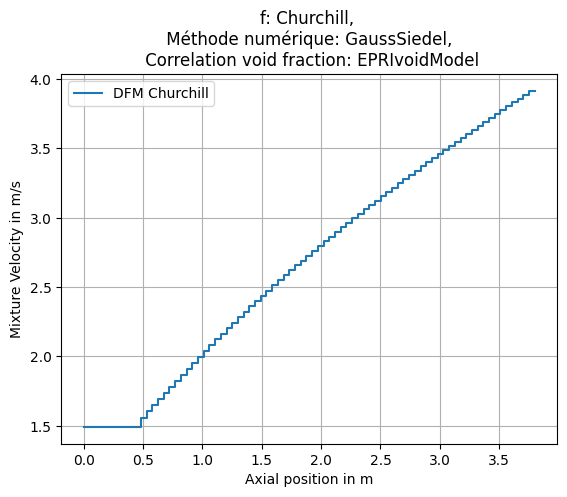 f: Churchill,
Méthode numérique: GaussSiedel,
Correlation void fraction: EPRIvoidModel
DFM Churchill
4.0
3.5
3.0
2.5
2.0
1.5
Mixture Velocity in m/s
0.0 0.5 1.0 1.5 2.0 2.5 3.0 3.5
Axial position in m